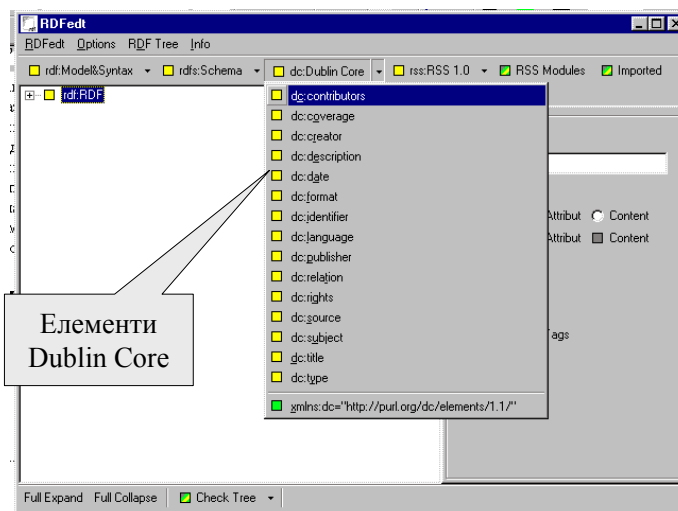 RDFedt
RDFedt Options RDF Tree Info
rdf:Model&Syntax rdfs:Schema dc:Dublin Core rss:RSS 1.0 RSS Modules Imported
rdf:RDF
dc:contributors
dc:coverage
dc:creator
dc:description
dc:date
dc:format
dc:identifier
dc:language
dc:publisher
dc:relation
dc:rights
dc:source
dc:subject
dc:title
dc:type
xmlns:dc="http://purl.org/dc/elements/1.1/"
Attribut Content
Attribut Content
Tags
Елементи
Dublin Core
Full Expand Full Collapse Check Tree